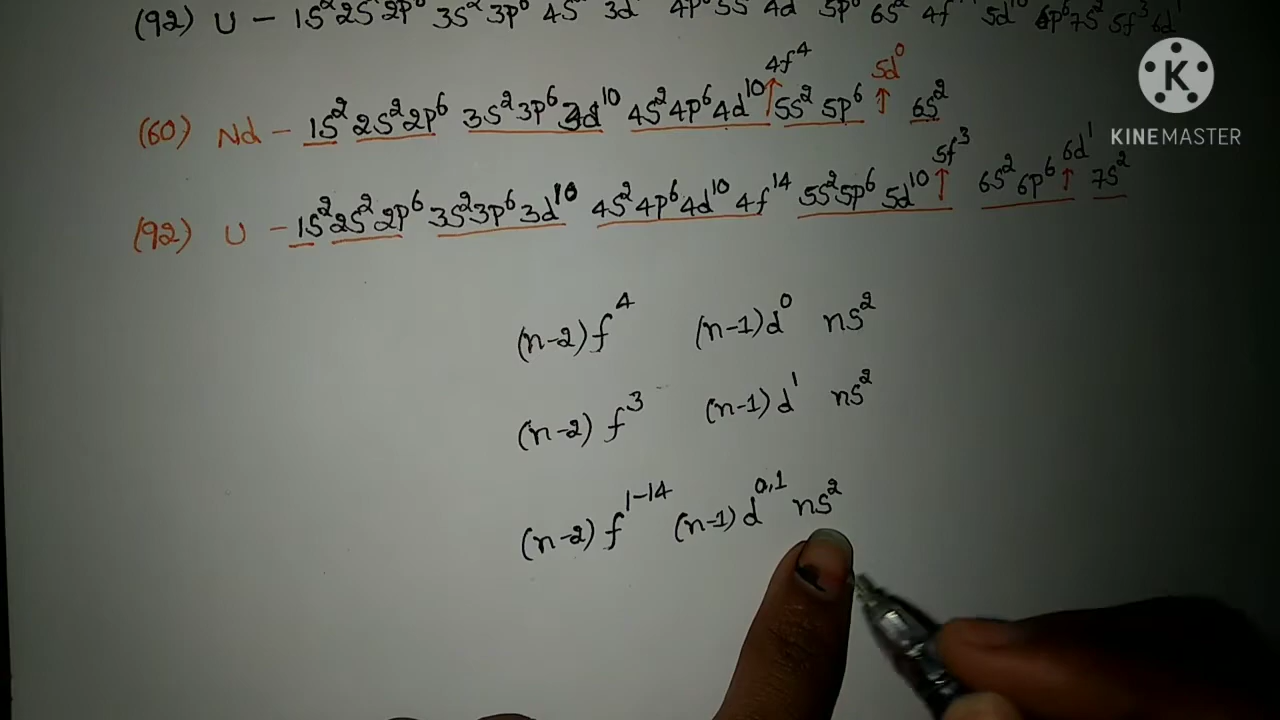 (92) U – 1s² 2s² 2p⁶ 3s² 3p⁶ 4s² 3d 4p⁶ 5s 4d 5p⁶ 6s² 4f 5d¹⁰ 6p⁶ 7s² 5f³ 6d¹
4f⁴ 5d⁰
(60) Nd – 1s² 2s² 2p⁶ 3s² 3p⁶ 3d¹⁰ 4s² 4p⁶ 4d¹⁰ ↑ 5s² 5p⁶ ↑ 6s²
K
KINEMASTER
5f³ 6d¹
(92) U – 1s² 2s² 2p⁶ 3s² 3p⁶ 3d¹⁰ 4s² 4p⁶ 4d¹⁰ 4f¹⁴ 5s² 5p⁶ 5d¹⁰ ↑ 6s² 6p⁶ ↑ 7s²
(n-2) f⁴ (n-1) d⁰ ns²
(n-2) f³ (n-1) d¹ ns²
(n-2) f¹⁻¹⁴ (n-1) d⁰,¹ ns²